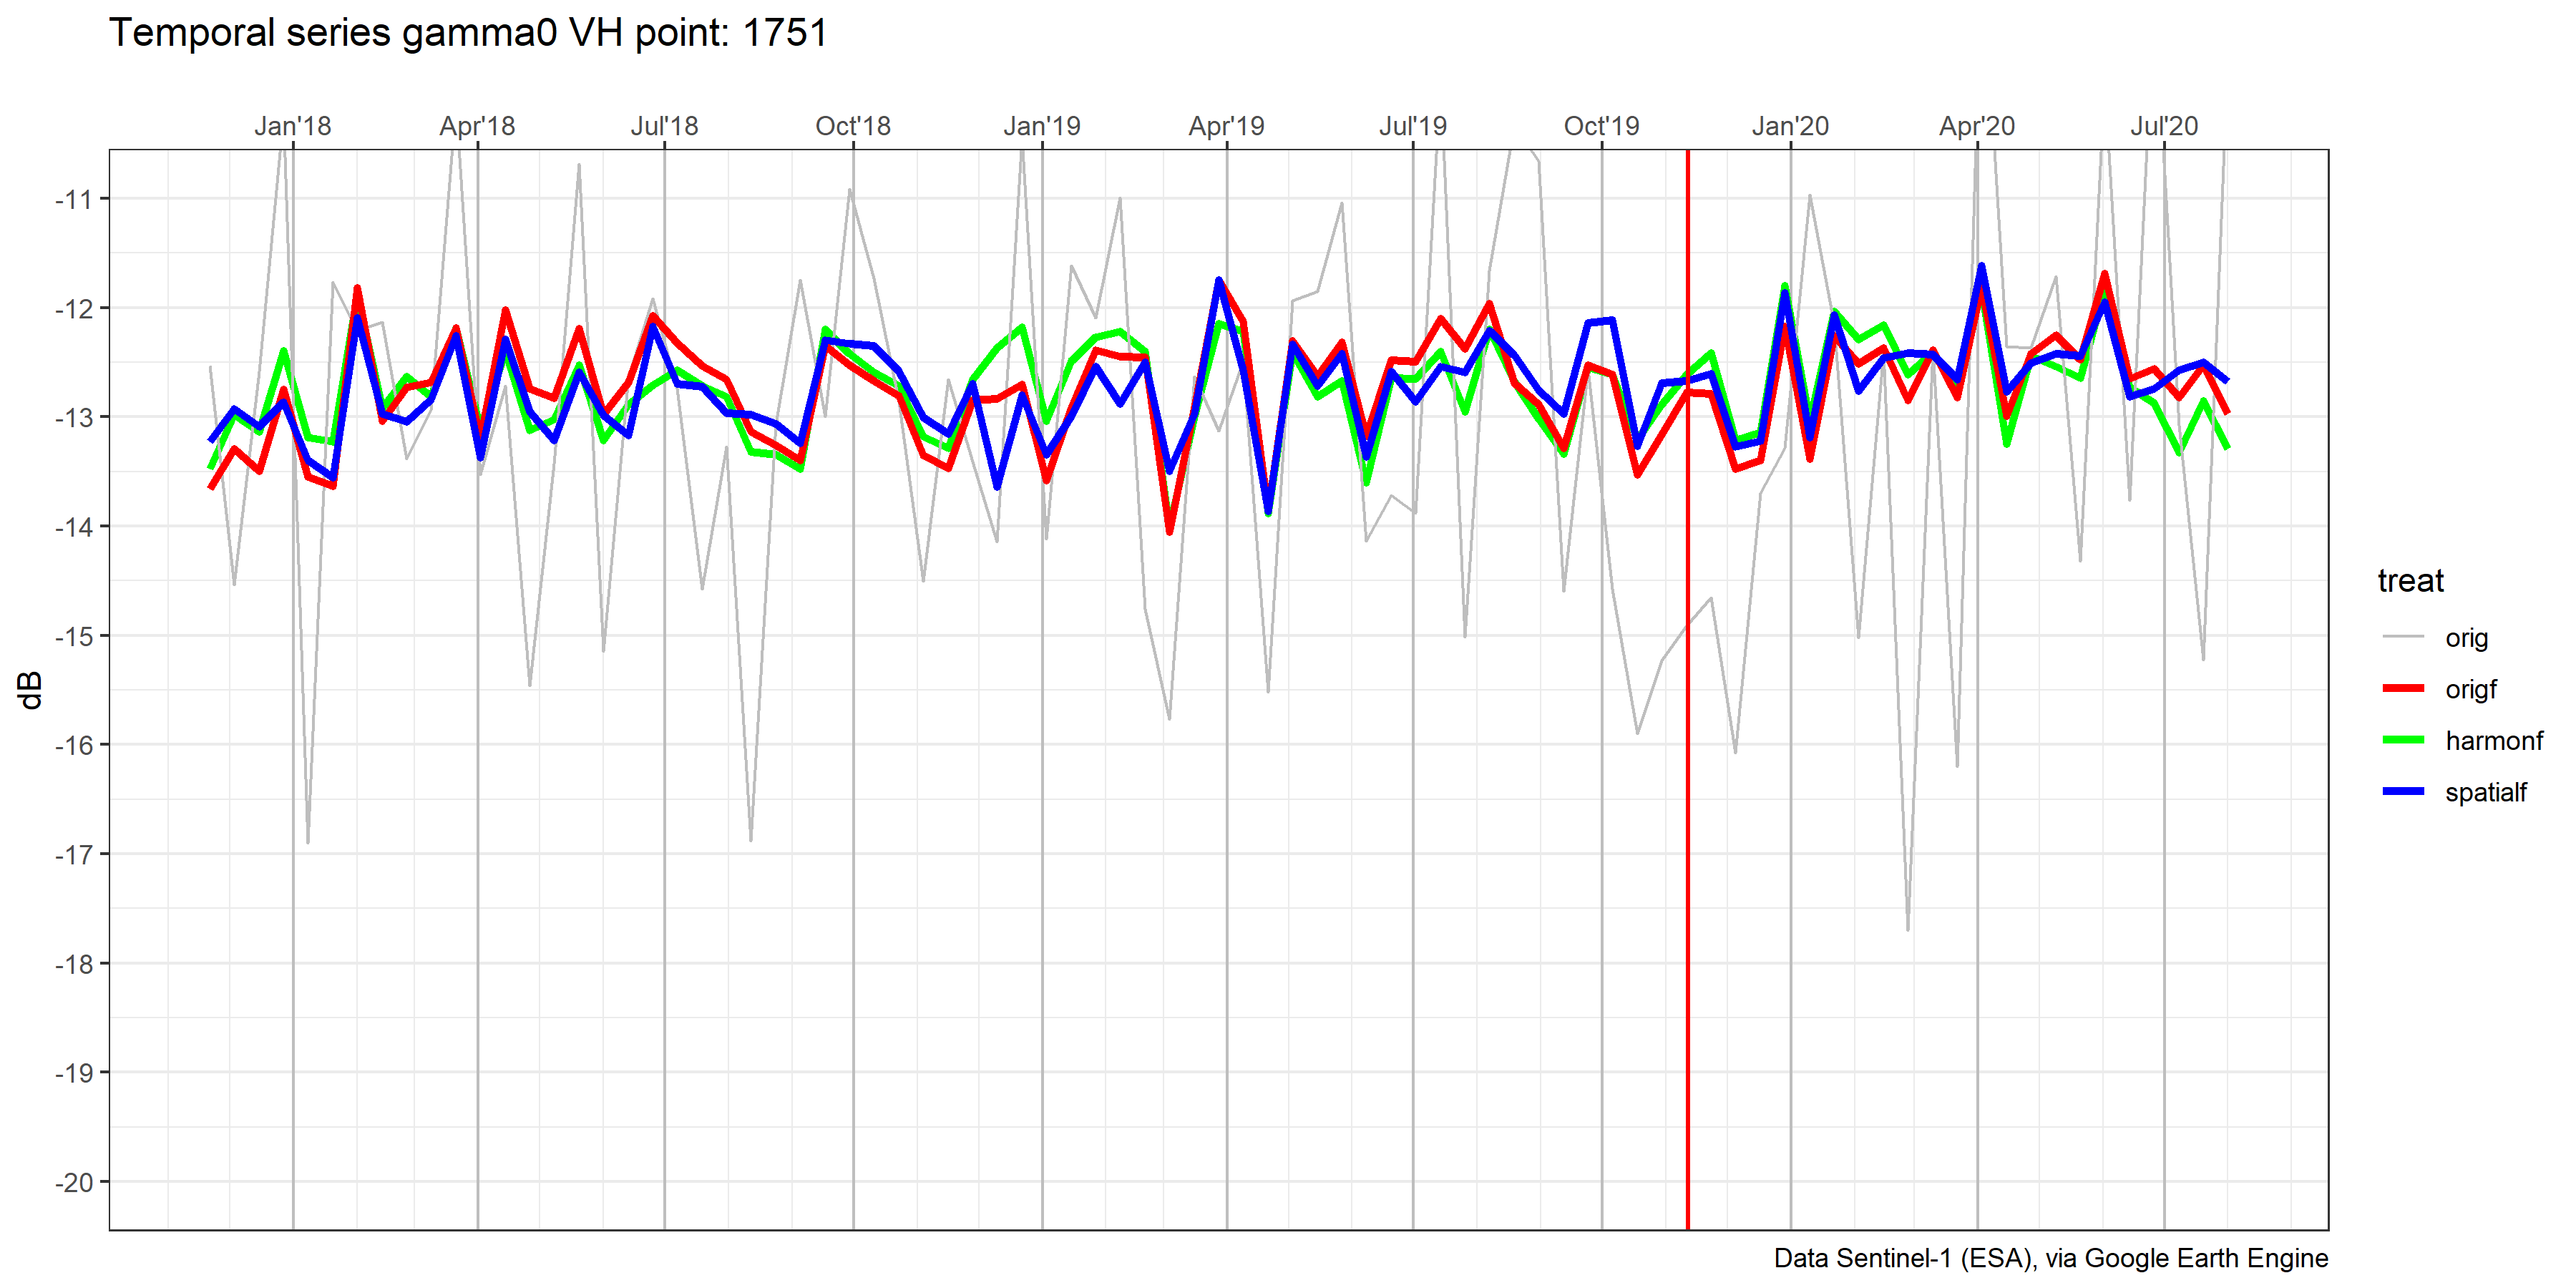 Temporal series gamma0 VH point: 1751
Jan'18 Apr'18 Jul'18 Oct'18 Jan'19 Apr'19 Jul'19 Oct'19 Jan'20 Apr'20 Jul'20
-11
-12
-13
-14
-15
-16
-17
-18
-19
-20
dB
treat
orig
origf
harmonf
spatialf
Data Sentinel-1 (ESA), via Google Earth Engine